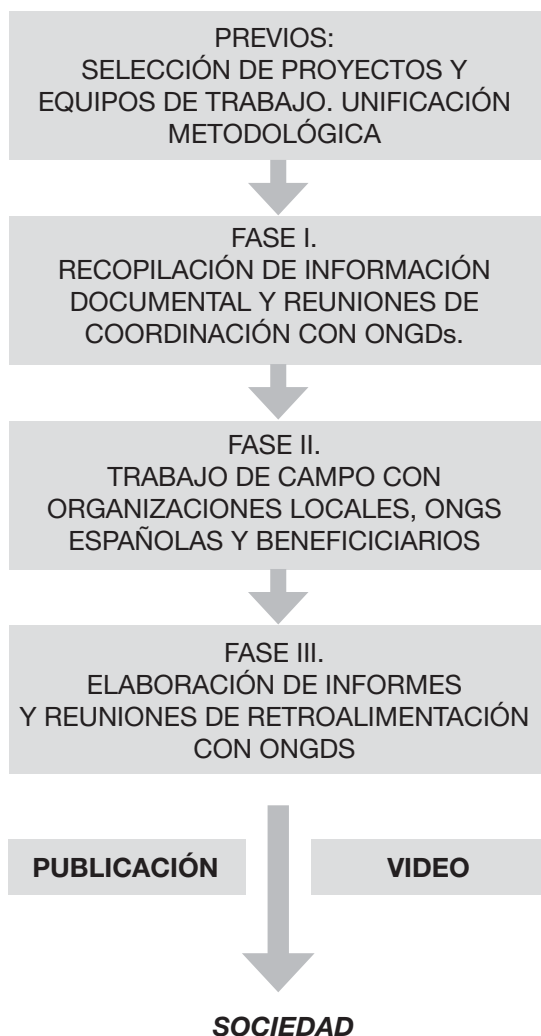 PREVIOS:
SELECCIÓN DE PROYECTOS Y
EQUIPOS DE TRABAJO. UNIFICACIÓN
METODOLÓGICA
FASE I.
RECOPILACIÓN DE INFORMACIÓN
DOCUMENTAL Y REUNIONES DE
COORDINACIÓN CON ONGDs.
FASE II.
TRABAJO DE CAMPO CON
ORGANIZACIONES LOCALES, ONGS
ESPAÑOLAS Y BENEFICICIARIOS
FASE III.
ELABORACIÓN DE INFORMES
Y REUNIONES DE RETROALIMENTACIÓN
CON ONGDS
PUBLICACIÓN
VIDEO
SOCIEDAD